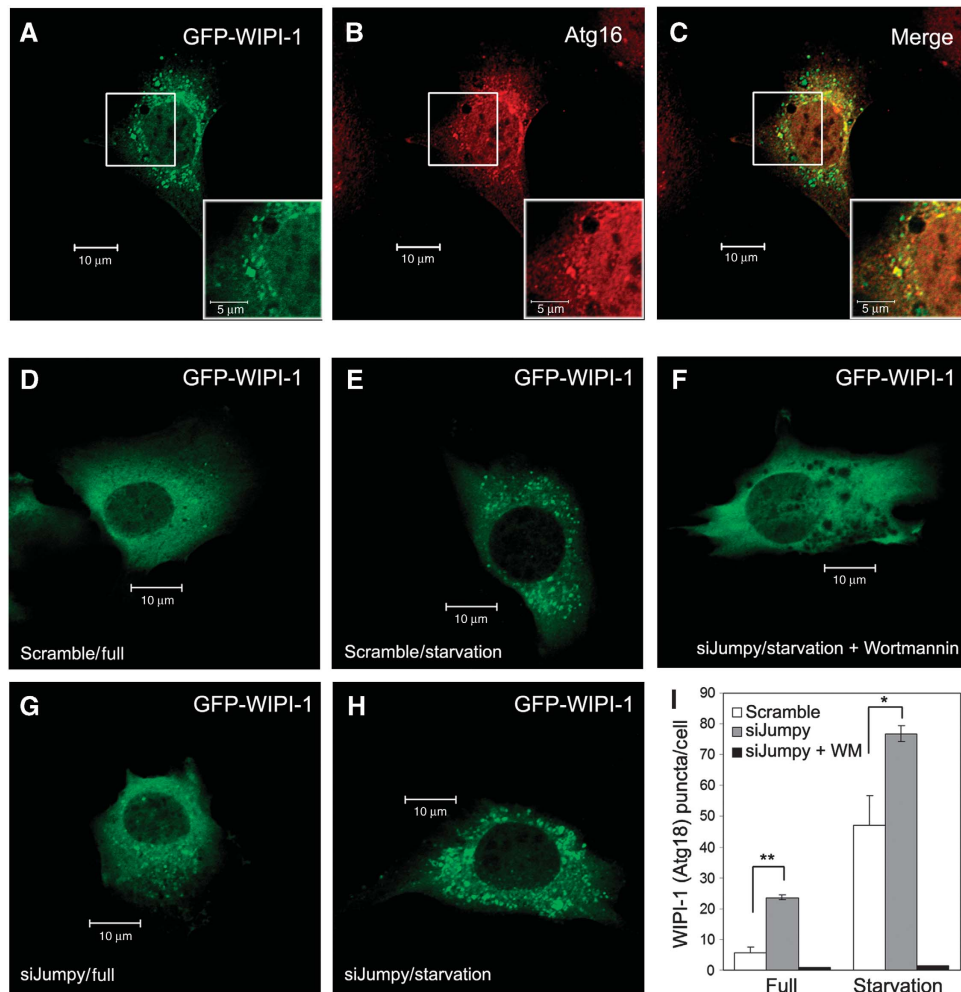 A
GFP-WIPI-1
10 μm
5 μm
B
Atg16
10 μm
5 μm
C
Merge
10 μm
5 μm
D
GFP-WIPI-1
10 μm
Scramble/full
E
GFP-WIPI-1
10 μm
Scramble/starvation
F
GFP-WIPI-1
10 μm
siJumpy/starvation + Wortmannin
G
GFP-WIPI-1
10 μm
siJumpy/full
H
GFP-WIPI-1
10 μm
siJumpy/starvation
I
WIPI-1 (Atg18) puncta/cell
90
80
70
60
50
40
30
20
10
0
Scramble
siJumpy
siJumpy + WM
**
*
Full
Starvation